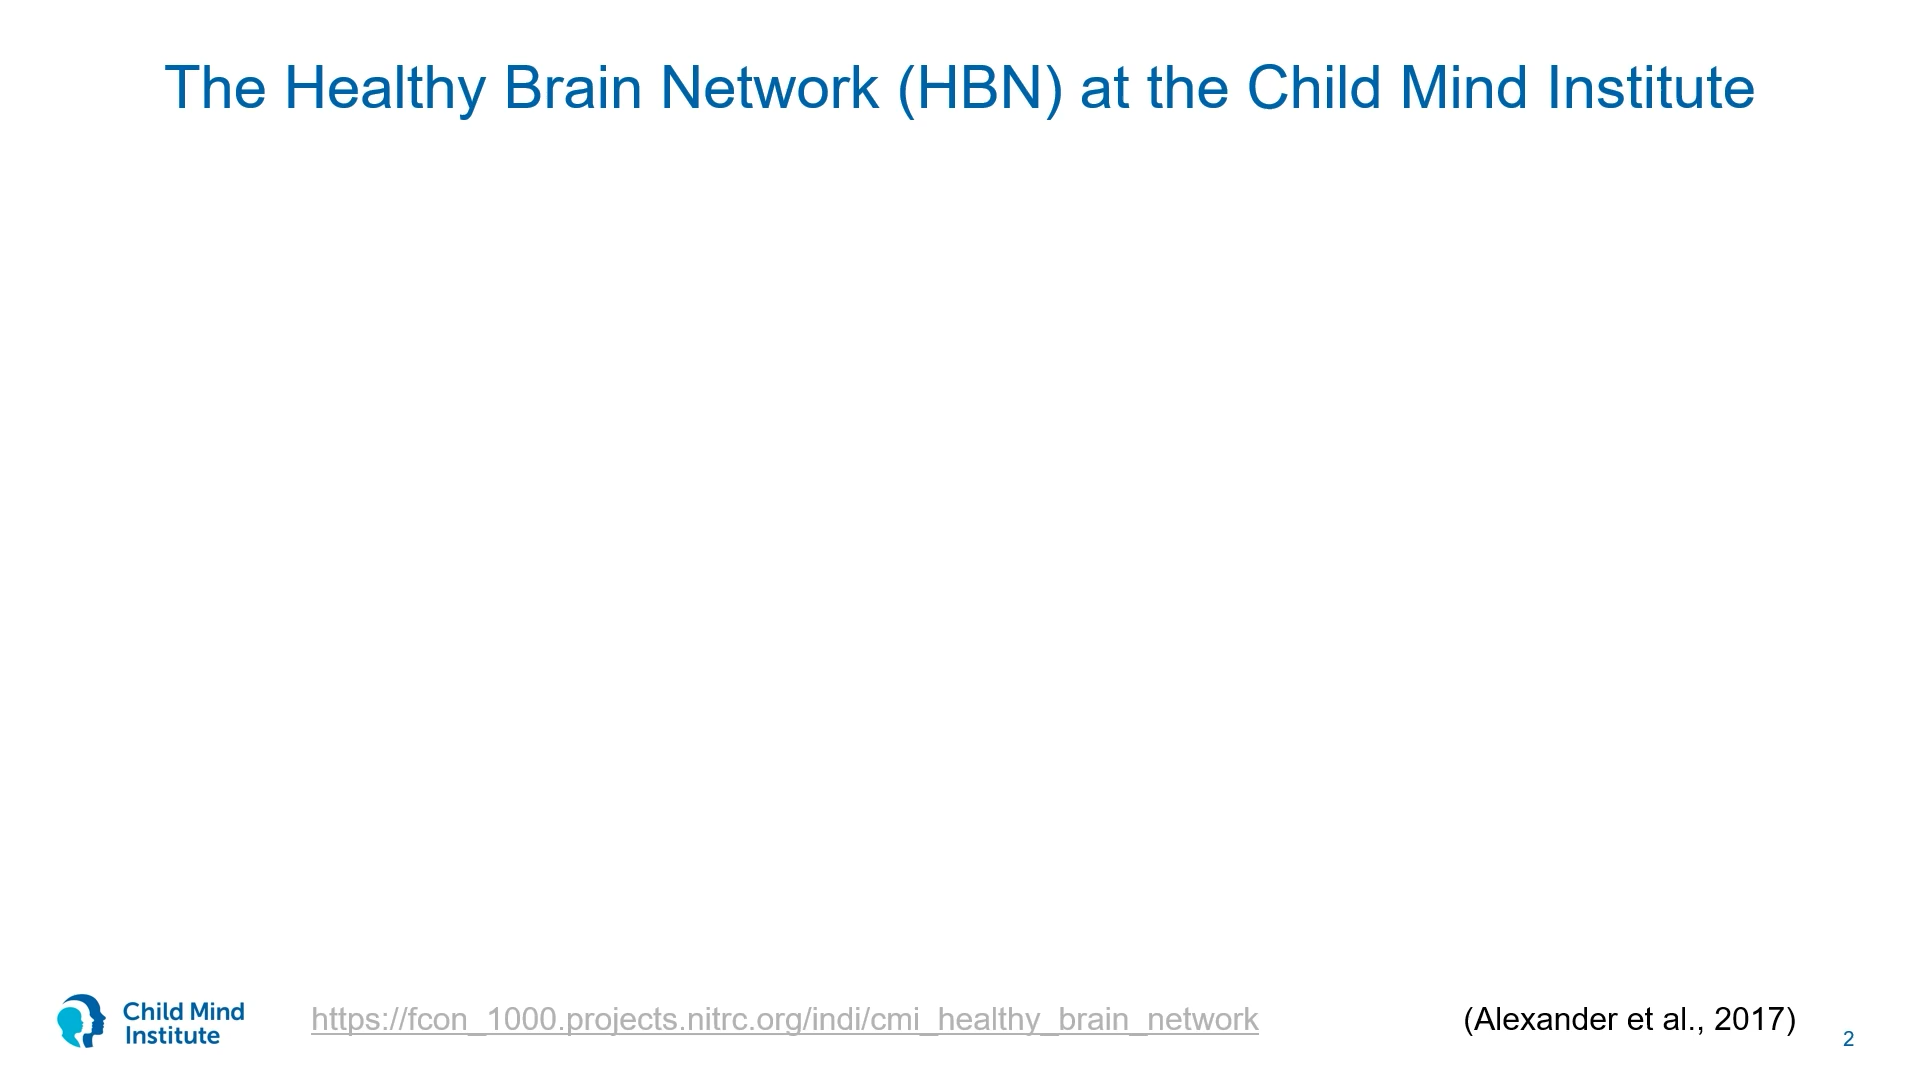 The Healthy Brain Network (HBN) at the Child Mind Institute
Child Mind
Institute
https://fcon_1000.projects.nitrc.org/indi/cmi_healthy_brain_network
(Alexander et al., 2017)
2